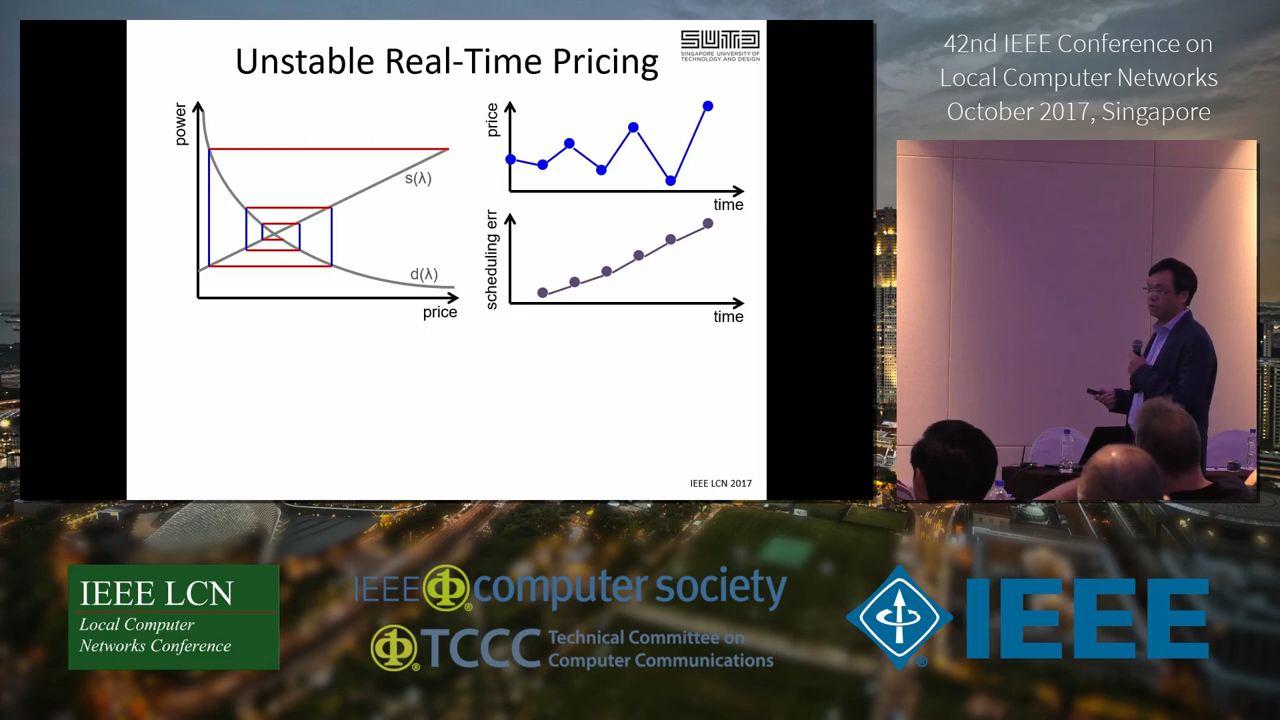 Unstable Real-Time Pricing
SUTD
SINGAPORE UNIVERSITY OF
TECHNOLOGY AND DESIGN
power
s(λ)
d(λ)
price
price
time
scheduling err
time
IEEE LCN 2017
42nd IEEE Conference on
Local Computer Networks
October 2017, Singapore
IEEE LCN
Local Computer
Networks Conference
IEEE computer society
TCCC Technical Committee on
Computer Communications
IEEE